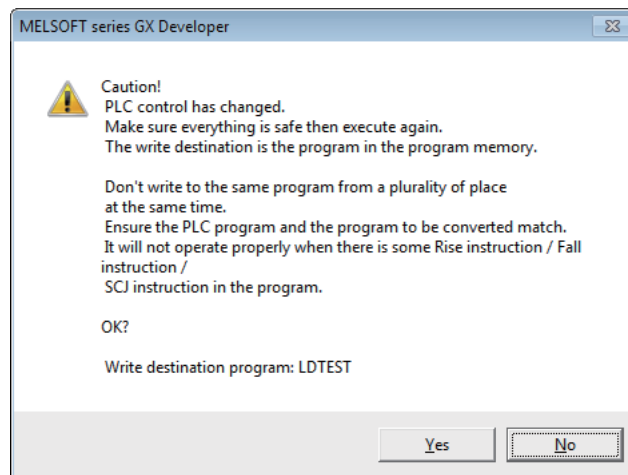 MELSOFT series GX Developer
Caution!
PLC control has changed.
Make sure everything is safe then execute again.
The write destination is the program in the program memory.
Don't write to the same program from a plurality of place
at the same time.
Ensure the PLC program and the program to be converted match.
It will not operate properly when there is some Rise instruction / Fall
instruction /
SCJ instruction in the program.
OK?
Write destination program: LDTEST
Yes
No